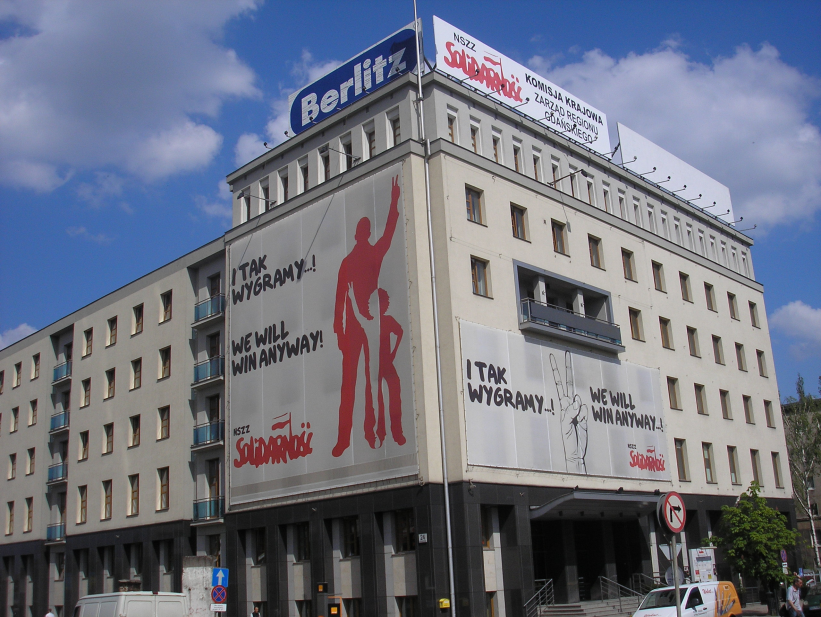 Berlitz
NSZZ
Solidarność
KOMISJA KRAJOWA
ZARZĄD REGIONU
GDAŃSKIEGO
I TAK
WYGRAMY...!
WE WILL
WIN ANYWAY!
NSZZ
Solidarność
I TAK
WYGRAMY...!
WE WILL
WIN ANYWAY...!
NSZZ
Solidarność